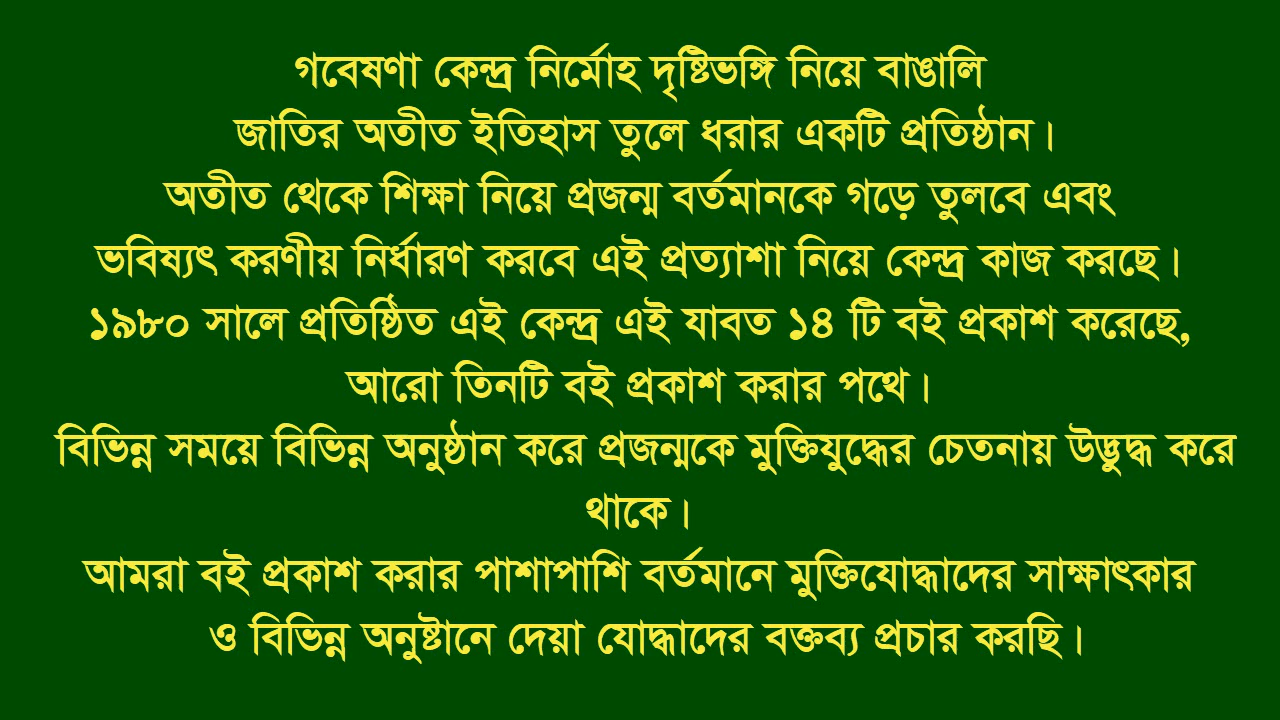 গবেষণা কেন্দ্র নির্মোহ দৃষ্টিভঙ্গি নিয়ে বাঙালি
জাতির অতীত ইতিহাস তুলে ধরার একটি প্রতিষ্ঠান।
অতীত থেকে শিক্ষা নিয়ে প্রজন্ম বর্তমানকে গড়ে তুলবে এবং
ভবিষ্যৎ করণীয় নির্ধারণ করবে এই প্রত্যাশা নিয়ে কেন্দ্র কাজ করছে।
১৯৮০ সালে প্রতিষ্ঠিত এই কেন্দ্র এই যাবত ১৪ টি বই প্রকাশ করেছে,
আরো তিনটি বই প্রকাশ করার পথে।
বিভিন্ন সময়ে বিভিন্ন অনুষ্ঠান করে প্রজন্মকে মুক্তিযুদ্ধের চেতনায় উদ্ভুদ্ধ করে
থাকে।
আমরা বই প্রকাশ করার পাশাপাশি বর্তমানে মুক্তিযোদ্ধাদের সাক্ষাৎকার
ও বিভিন্ন অনুষ্টানে দেয়া যোদ্ধাদের বক্তব্য প্রচার করছি।